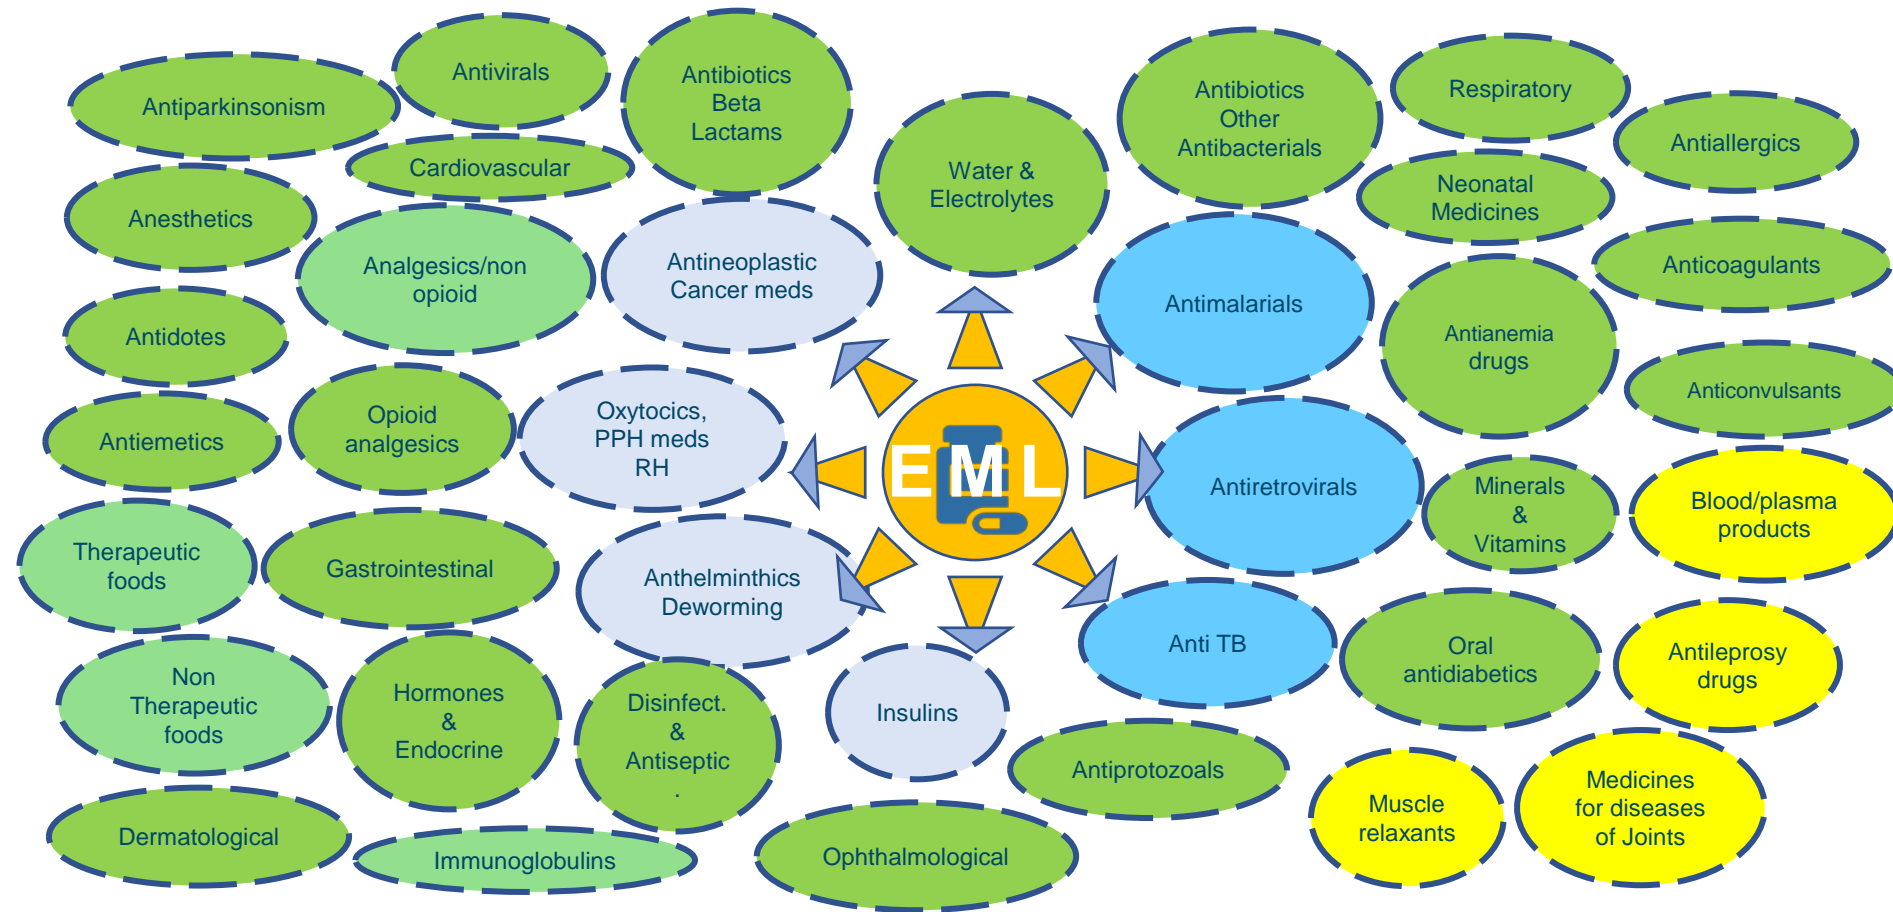 Antiparkinsonism
Antivirals
Antibiotics
Beta
Lactams
Cardiovascular
Water &
Electrolytes
Antibiotics
Other
Antibacterials
Respiratory
Antiallergics
Neonatal
Medicines
Anesthetics
Analgesics/non
opioid
Antineoplastic
Cancer meds
Antimalarials
Anticoagulants
Antidotes
Antianemia
drugs
Anticonvulsants
Antiemetics
Opioid
analgesics
Oxytocics,
PPH meds
RH
EML
Antiretrovirals
Minerals
&
Vitamins
Blood/plasma
products
Therapeutic
foods
Gastrointestinal
Anthelminthics
Deworming
Anti TB
Oral
antidiabetics
Antileprosy
drugs
Non
Therapeutic
foods
Hormones
&
Endocrine
Disinfect.
&
Antiseptic
.
Insulins
Antiprotozoals
Muscle
relaxants
Medicines
for diseases
of Joints
Dermatological
Immunoglobulins
Ophthalmological